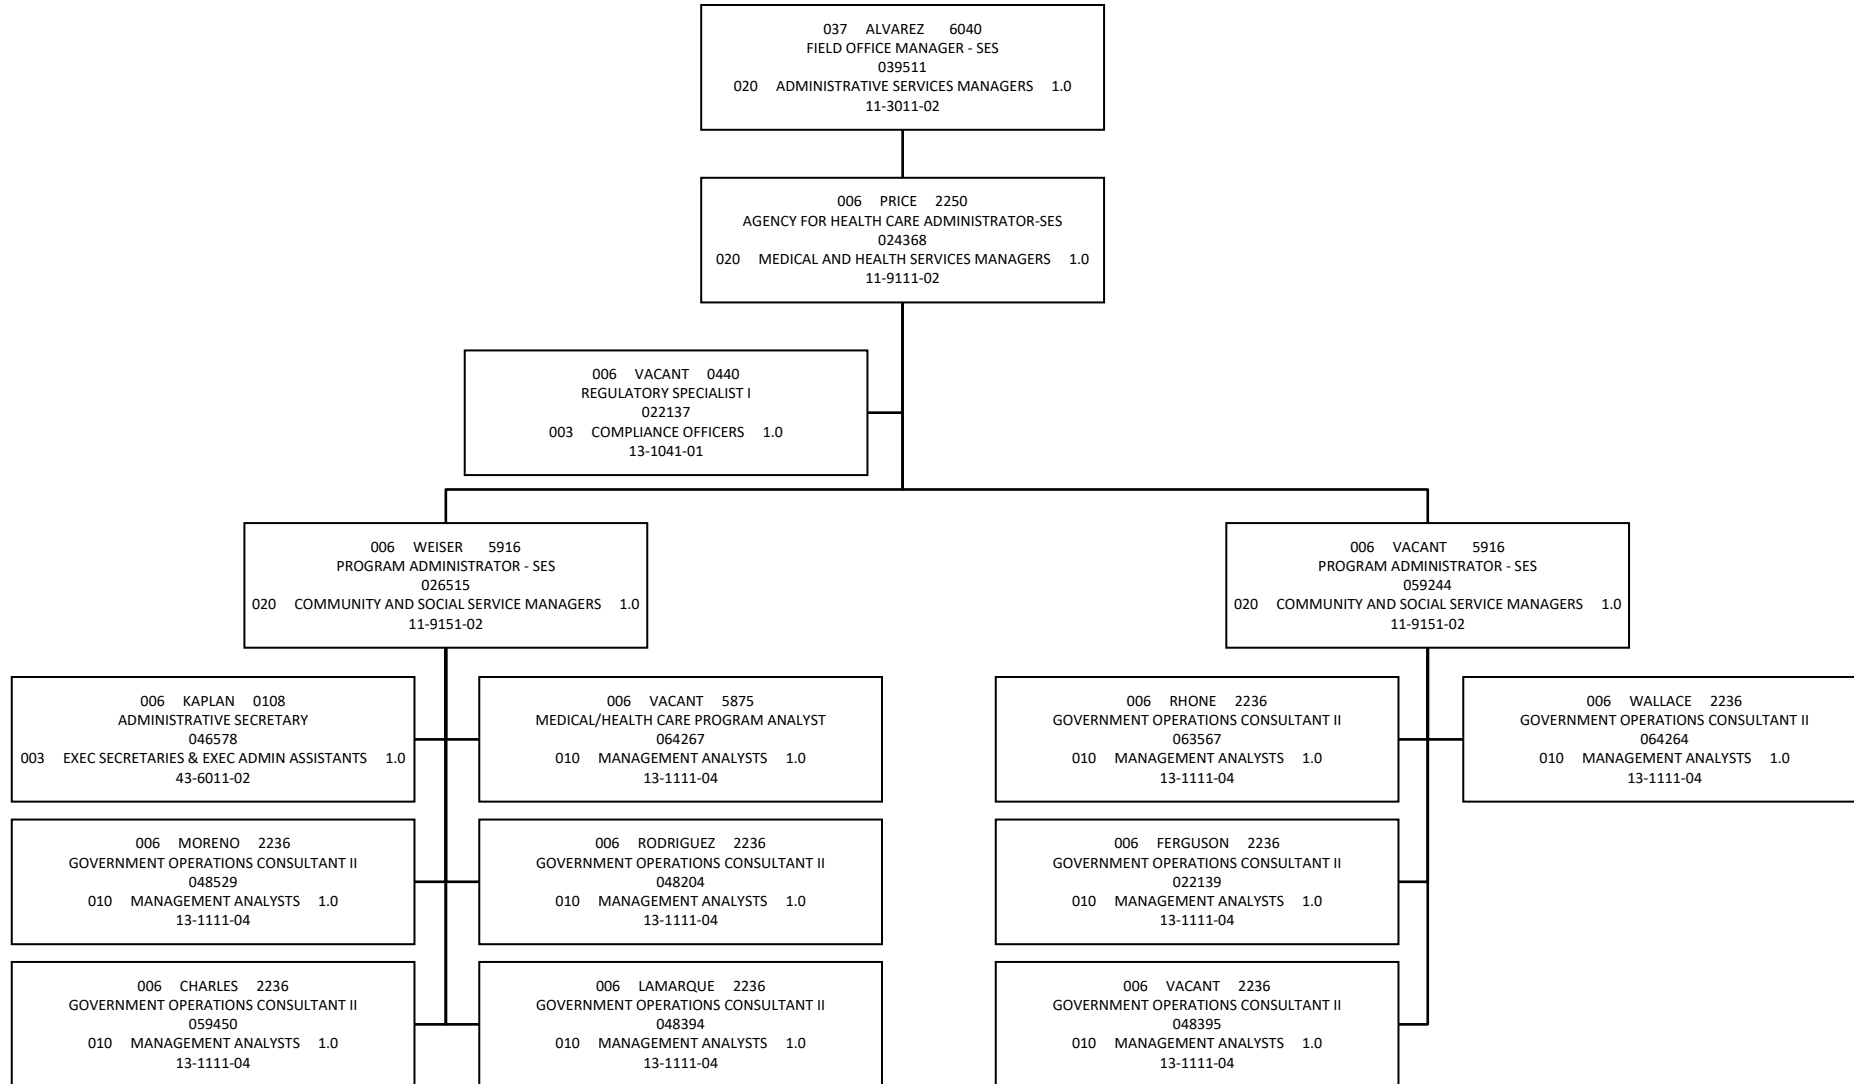 037 ALVAREZ 6040
FIELD OFFICE MANAGER - SES
039511
020 ADMINISTRATIVE SERVICES MANAGERS 1.0
11-3011-02
006 PRICE 2250
AGENCY FOR HEALTH CARE ADMINISTRATOR-SES
024368
020 MEDICAL AND HEALTH SERVICES MANAGERS 1.0
11-9111-02
006 VACANT 0440
REGULATORY SPECIALIST I
022137
003 COMPLIANCE OFFICERS 1.0
13-1041-01
006 WEISER 5916
PROGRAM ADMINISTRATOR - SES
026515
020 COMMUNITY AND SOCIAL SERVICE MANAGERS 1.0
11-9151-02
006 VACANT 5916
PROGRAM ADMINISTRATOR - SES
059244
020 COMMUNITY AND SOCIAL SERVICE MANAGERS 1.0
11-9151-02
006 KAPLAN 0108
ADMINISTRATIVE SECRETARY
046578
003 EXEC SECRETARIES & EXEC ADMIN ASSISTANTS 1.0
43-6011-02
006 VACANT 5875
MEDICAL/HEALTH CARE PROGRAM ANALYST
064267
010 MANAGEMENT ANALYSTS 1.0
13-1111-04
006 RHONE 2236
GOVERNMENT OPERATIONS CONSULTANT II
063567
010 MANAGEMENT ANALYSTS 1.0
13-1111-04
006 WALLACE 2236
GOVERNMENT OPERATIONS CONSULTANT II
064264
010 MANAGEMENT ANALYSTS 1.0
13-1111-04
006 MORENO 2236
GOVERNMENT OPERATIONS CONSULTANT II
048529
010 MANAGEMENT ANALYSTS 1.0
13-1111-04
006 RODRIGUEZ 2236
GOVERNMENT OPERATIONS CONSULTANT II
048204
010 MANAGEMENT ANALYSTS 1.0
13-1111-04
006 FERGUSON 2236
GOVERNMENT OPERATIONS CONSULTANT II
022139
010 MANAGEMENT ANALYSTS 1.0
13-1111-04
006 CHARLES 2236
GOVERNMENT OPERATIONS CONSULTANT II
059450
010 MANAGEMENT ANALYSTS 1.0
13-1111-04
006 LAMARQUE 2236
GOVERNMENT OPERATIONS CONSULTANT II
048394
010 MANAGEMENT ANALYSTS 1.0
13-1111-04
006 VACANT 2236
GOVERNMENT OPERATIONS CONSULTANT II
048395
010 MANAGEMENT ANALYSTS 1.0
13-1111-04